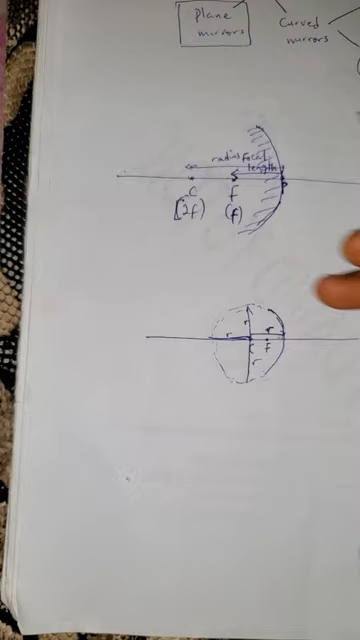 Plane
mirrors
Curved
mirrors
radius focal
length
C f
[2f) (f)
r
r r
C f
r